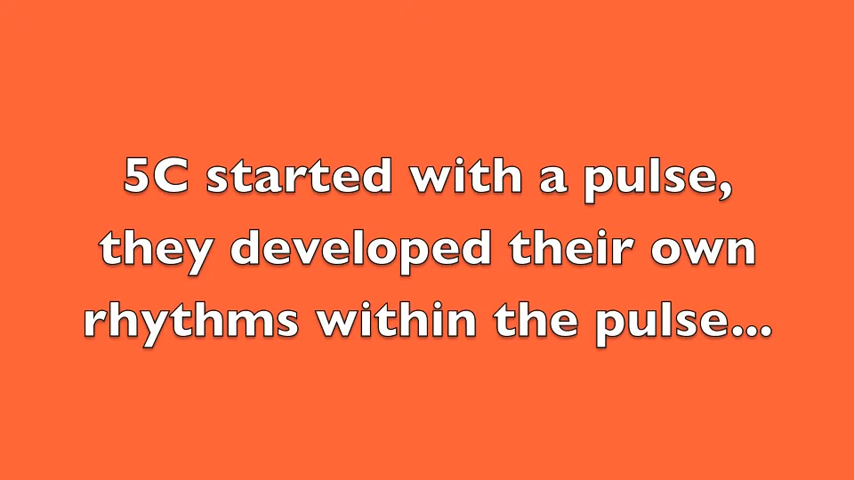 5C started with a pulse,
they developed their own
rhythms within the pulse...